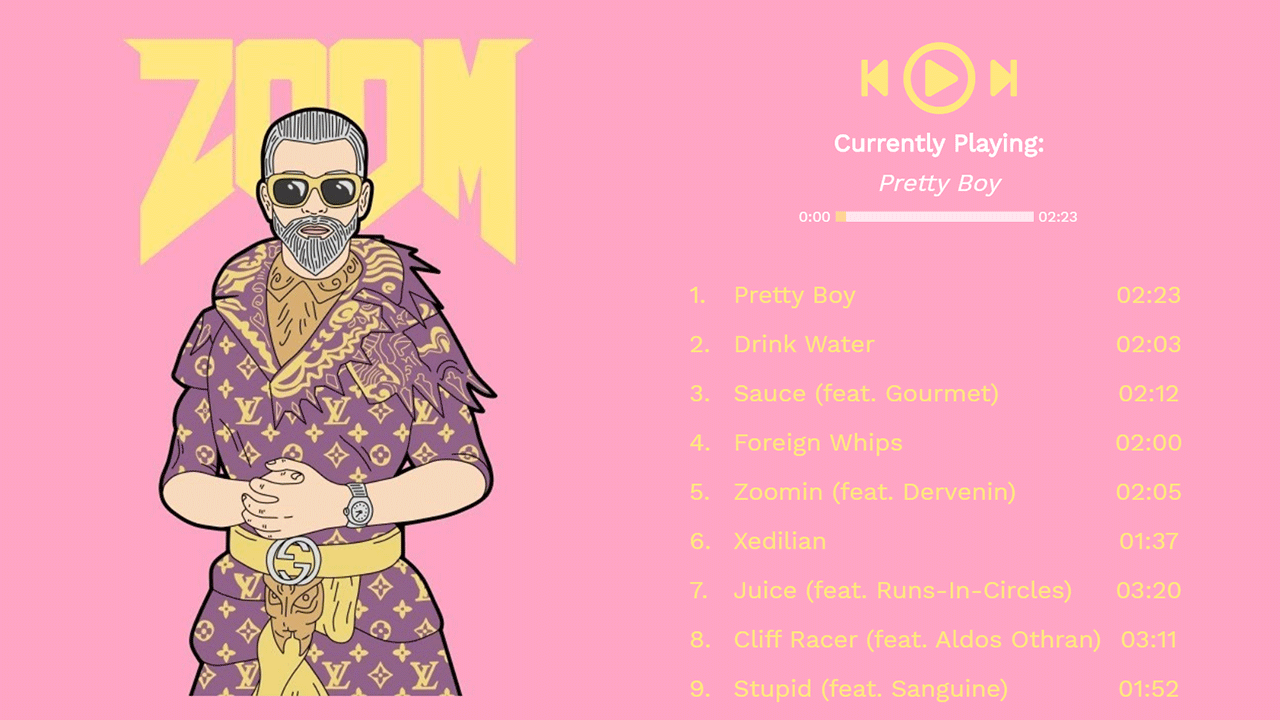 ZOOM
Currently Playing:
Pretty Boy
0:00 02:23
1. Pretty Boy 02:23
2. Drink Water 02:03
3. Sauce (feat. Gourmet) 02:12
4. Foreign Whips 02:00
5. Zoomin (feat. Dervenin) 02:05
6. Xedilian 01:37
7. Juice (feat. Runs-In-Circles) 03:20
8. Cliff Racer (feat. Aldos Othran) 03:11
9. Stupid (feat. Sanguine) 01:52